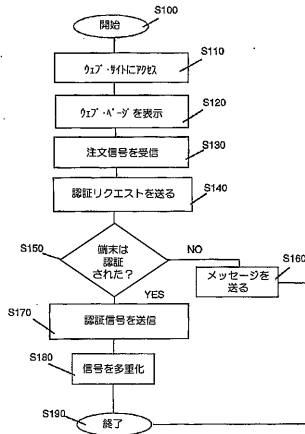 S100
開始
S110
ウェブ・サイトにアクセス
S120
ウェブ・ページを表示
S130
注文信号を受信
S140
認証リクエストを送る
S150
端末は
認証
された?
NO
S160
メッセージを
送る
YES
S170
認証信号を送信
S180
信号を多重化
S190
終了